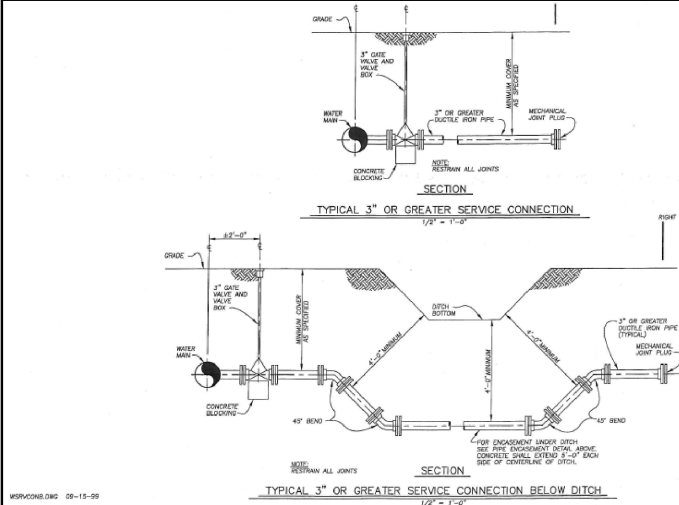 GRADE
3" GATE
VALVE AND
VALVE
BOX
WATER
MAIN
CONCRETE
BLOCKING
3" OR GREATER
DUCTILE IRON PIPE
MINIMUM COVER
AS SPECIFIED
MECHANICAL
JOINT PLUG
NOTE:
RESTRAIN ALL JOINTS
SECTION
TYPICAL 3" OR GREATER SERVICE CONNECTION
1/2" = 1'-0"
RIGHT
±2'-0"
GRADE
3" GATE
VALVE AND
VALVE
BOX
MINIMUM COVER
AS SPECIFIED
WATER
MAIN
CONCRETE
BLOCKING
45° BEND
4'-0" MINIMUM
DITCH
BOTTOM
4'-0" MINIMUM
4'-0" MINIMUM
3" OR GREATER
DUCTILE IRON PIPE
(TYPICAL)
MECHANICAL
JOINT PLUG
45° BEND
FOR ENCASEMENT UNDER DITCH
SEE PIPE ENCASEMENT DETAIL ABOVE.
CONCRETE SHALL EXTEND 5'-0" EACH
SIDE OF CENTERLINE OF DITCH.
NOTE:
RESTRAIN ALL JOINTS
SECTION
TYPICAL 3" OR GREATER SERVICE CONNECTION BELOW DITCH
1/2" = 1'-0"
WSRVCONB.DWG 09-15-99